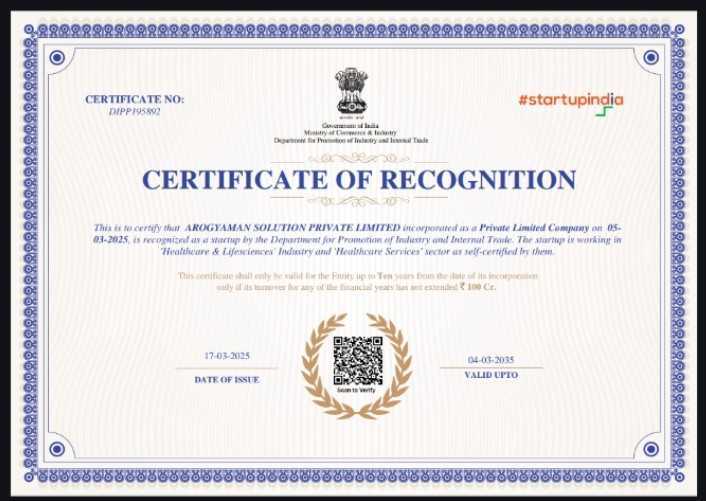 CERTIFICATE NO:
DIPP195892
#startupindia
Government of India
Ministry of Commerce & Industry
Department for Promotion of Industry and Internal Trade
CERTIFICATE OF RECOGNITION
This is to certify that AROGYAMAN SOLUTION PRIVATE LIMITED incorporated as a Private Limited Company on 05-
03-2025, is recognized as a startup by the Department for Promotion of Industry and Internal Trade. The startup is working in
'Healthcare & Lifesciences' Industry and 'Healthcare Services' sector as self-certified by them.
This certificate shall only be valid for the Entity up to Ten years from the date of its incorporation
only if its turnover for any of the financial years has not extended ₹ 100 Cr.
17-03-2025
DATE OF ISSUE
Scan to Verify
04-03-2035
VALID UPTO